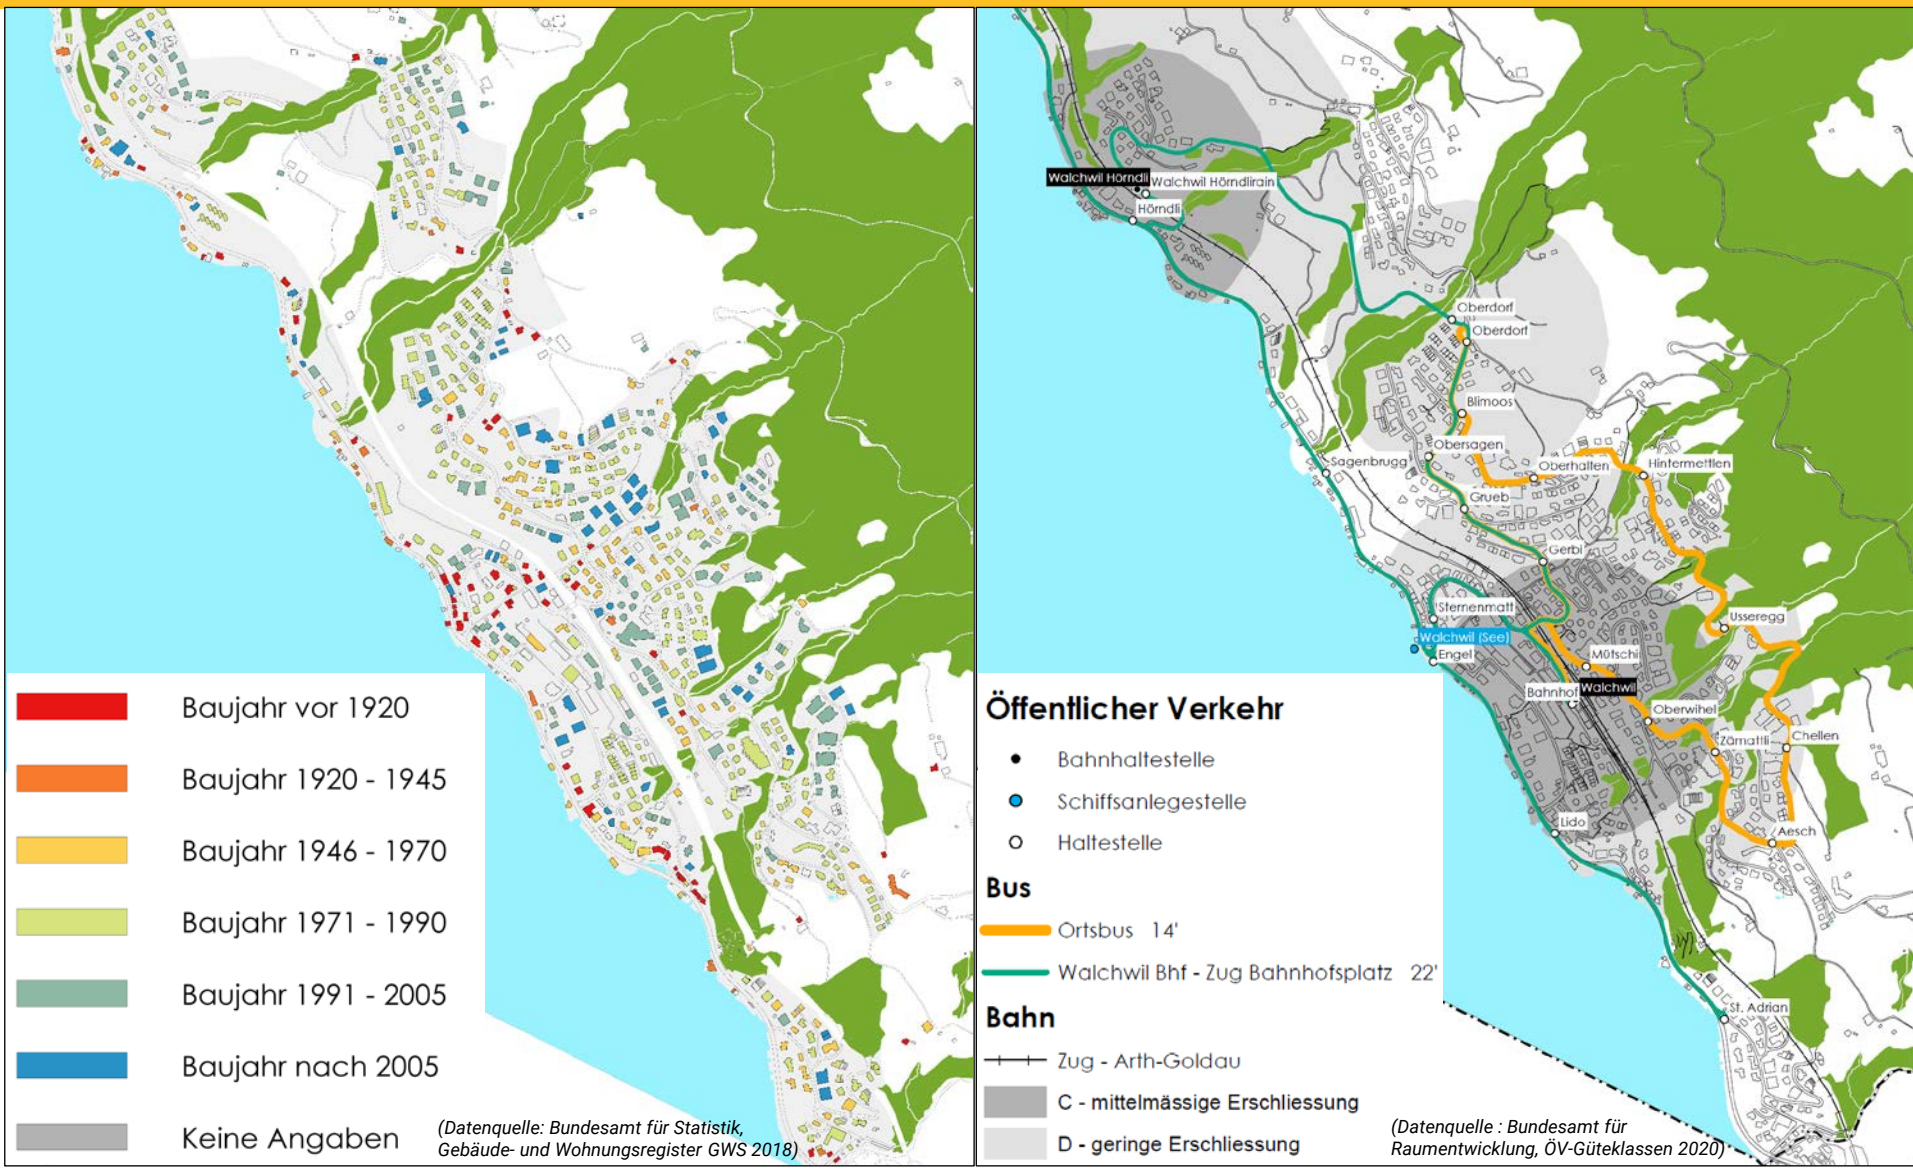 Baujahr vor 1920
Baujahr 1920 - 1945
Baujahr 1946 - 1970
Baujahr 1971 - 1990
Baujahr 1991 - 2005
Baujahr nach 2005
Keine Angaben
(Datenquelle: Bundesamt für Statistik,
Gebäude- und Wohnungsregister GWS 2018)
Walchwil Hörndli
Walchwil Hörndlirain
Hörndli
Oberdorf
Oberdorf
Blimoos
Obersagen
Sagenbrugg
Oberhalten
Hintermettlen
Grueb
Gerbi
Sternenmatt
Usseregg
Walchwil (See)
Engel
Mütschi
Bahnhof
Walchwil
Oberwihel
Zämattli
Chellen
Lido
Aesch
St. Adrian
Öffentlicher Verkehr
Bahnhaltestelle
Schiffsanlegestelle
Haltestelle
Bus
Ortsbus 14'
Walchwil Bhf - Zug Bahnhofsplatz 22'
Bahn
Zug - Arth-Goldau
C - mittelmässige Erschliessung
D - geringe Erschliessung
(Datenquelle : Bundesamt für
Raumentwicklung, ÖV-Güteklassen 2020)